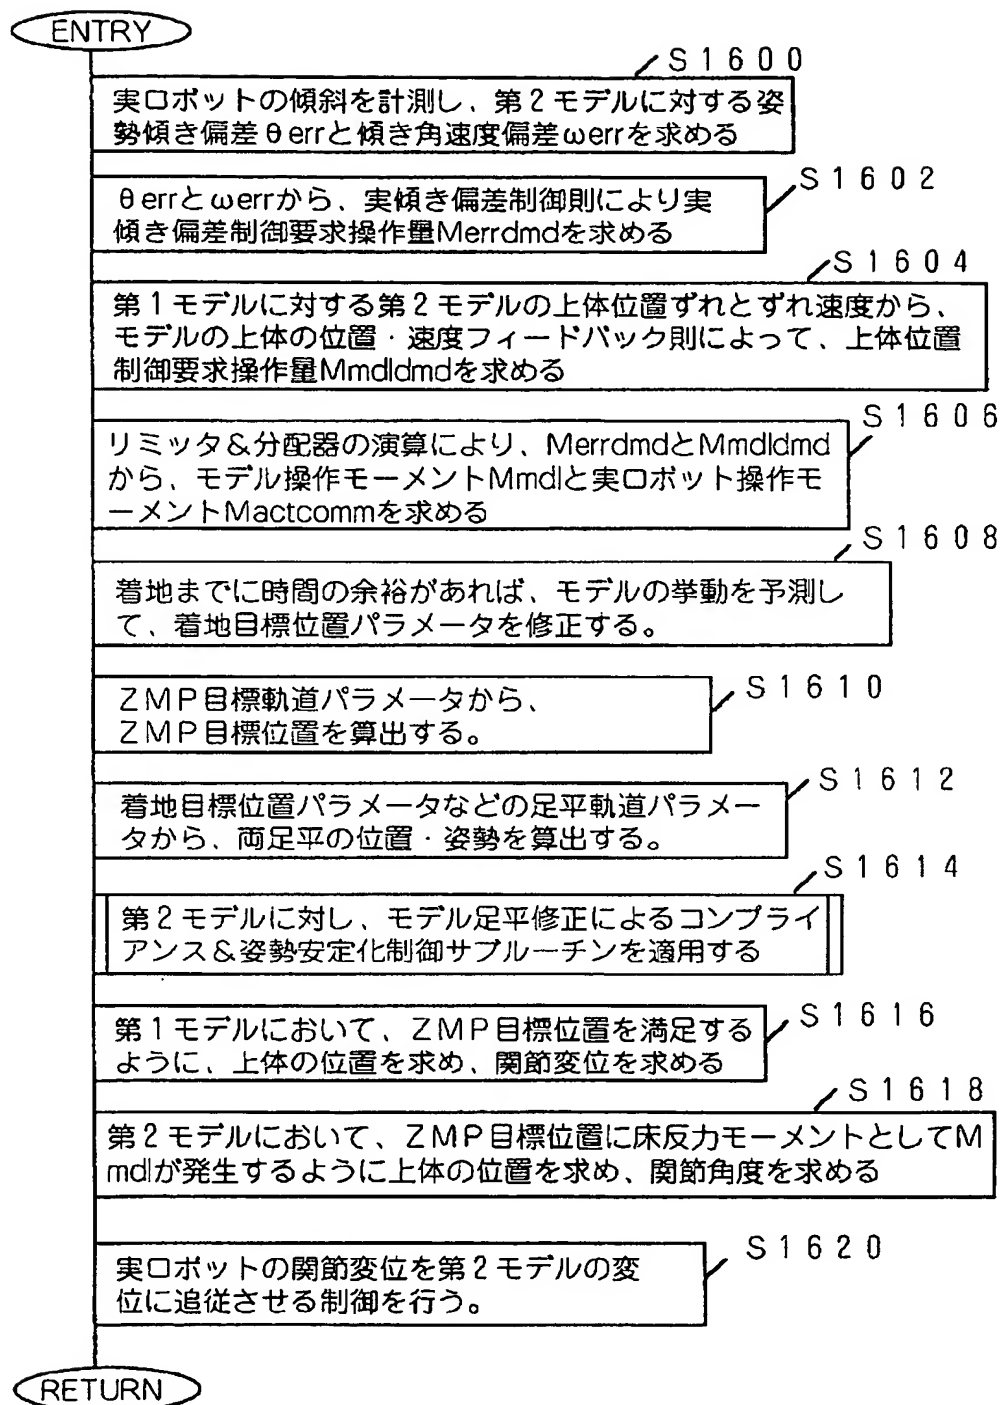 ENTRY
S1600
実ロボットの傾斜を計測し、第2モデルに対する姿
勢傾き偏差θerrと傾き角速度偏差ωerrを求める
S1602
θerrとωerrから、実傾き偏差制御則により実
傾き偏差制御要求操作量Merrdmdを求める
S1604
第1モデルに対する第2モデルの上体位置ずれとずれ速度から、
モデルの上体の位置・速度フィードバック則によって、上体位置
制御要求操作量Mmdldmdを求める
S1606
リミッタ&分配器の演算により、MerrdmdとMmdldmd
から、モデル操作モーメントMmdlと実ロボット操作モ
ーメントMactcommを求める
S1608
着地までに時間の余裕があれば、モデルの挙動を予測し
て、着地目標位置パラメータを修正する。
S1610
ZMP目標軌道パラメータから、
ZMP目標位置を算出する。
S1612
着地目標位置パラメータなどの足平軌道パラメー
タから、両足平の位置・姿勢を算出する。
S1614
第2モデルに対し、モデル足平修正によるコンプライ
アンス&姿勢安定化制御サブルーチンを適用する
S1616
第1モデルにおいて、ZMP目標位置を満足する
ように、上体の位置を求め、関節変位を求める
S1618
第2モデルにおいて、ZMP目標位置に床反力モーメントとしてM
mdlが発生するように上体の位置を求め、関節角度を求める
S1620
実ロボットの関節変位を第2モデルの変
位に追従させる制御を行う。
RETURN